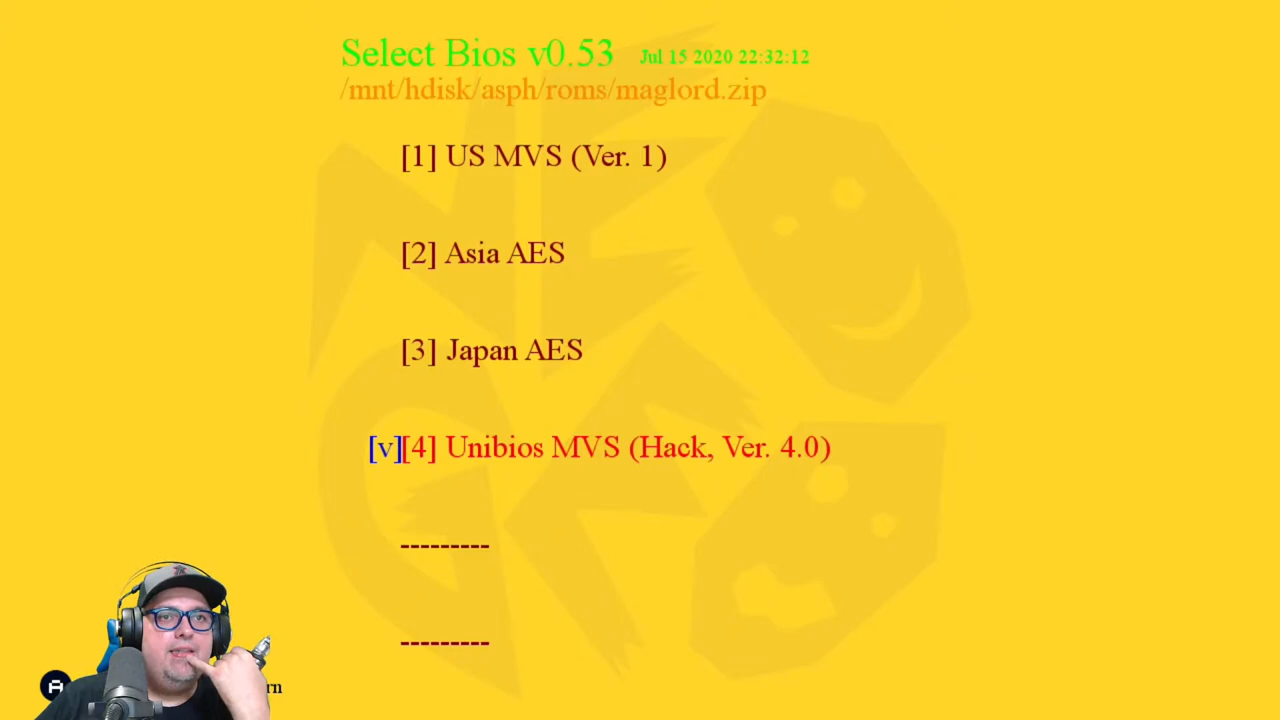 Select Bios v0.53 Jul 15 2020 22:32:12
/mnt/hdisk/asph/roms/maglord.zip
[1] US MVS (Ver. 1)
[2] Asia AES
[3] Japan AES
[v][4] Unibios MVS (Hack, Ver. 4.0)
---------
---------
A